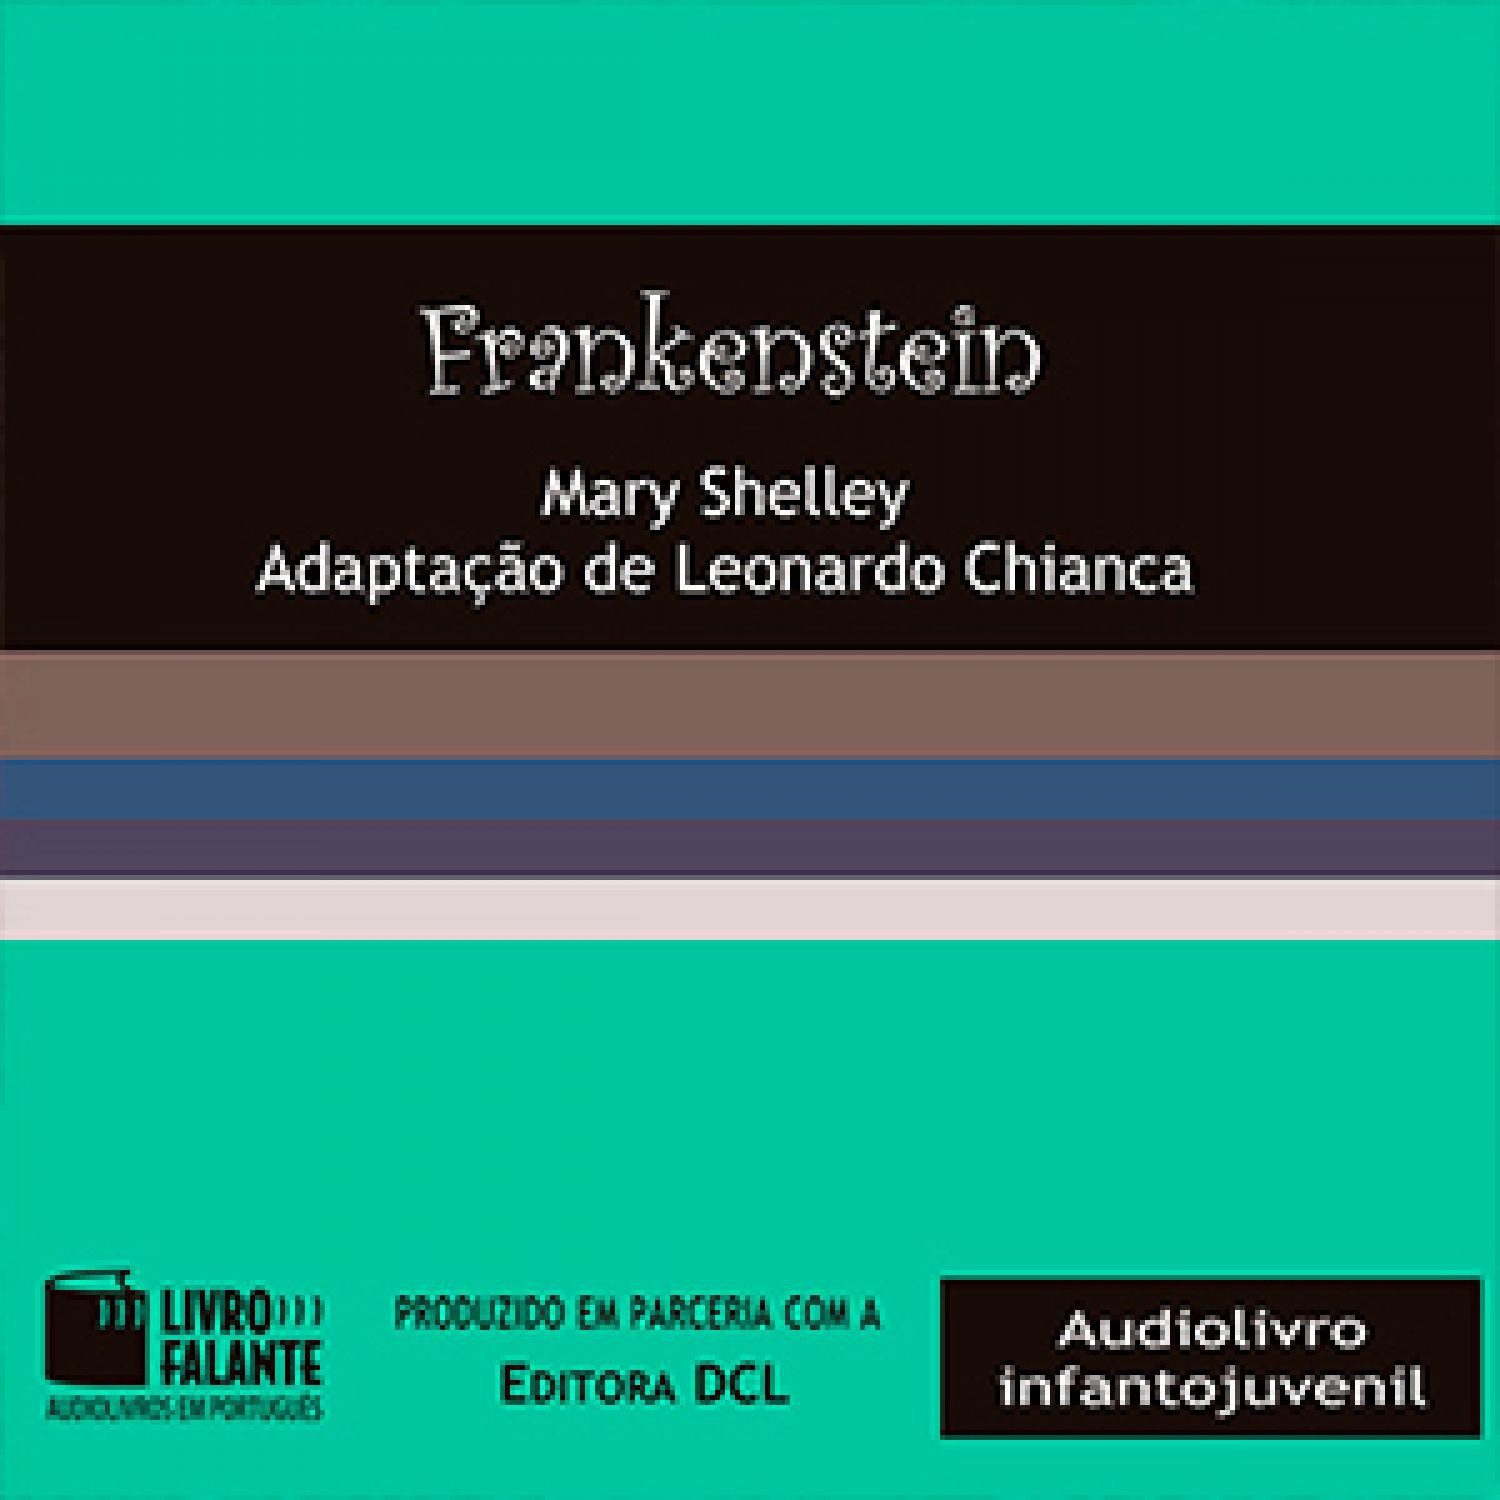 Frankenstein
Mary Shelley
Adaptação de Leonardo Chianca
LIVRO
FALANTE
AUDIOLIVROS EM PORTUGUÊS
PRODUZIDO EM PARCERIA COM A
EDITORA DCL
Audiolivro
infantojuvenil